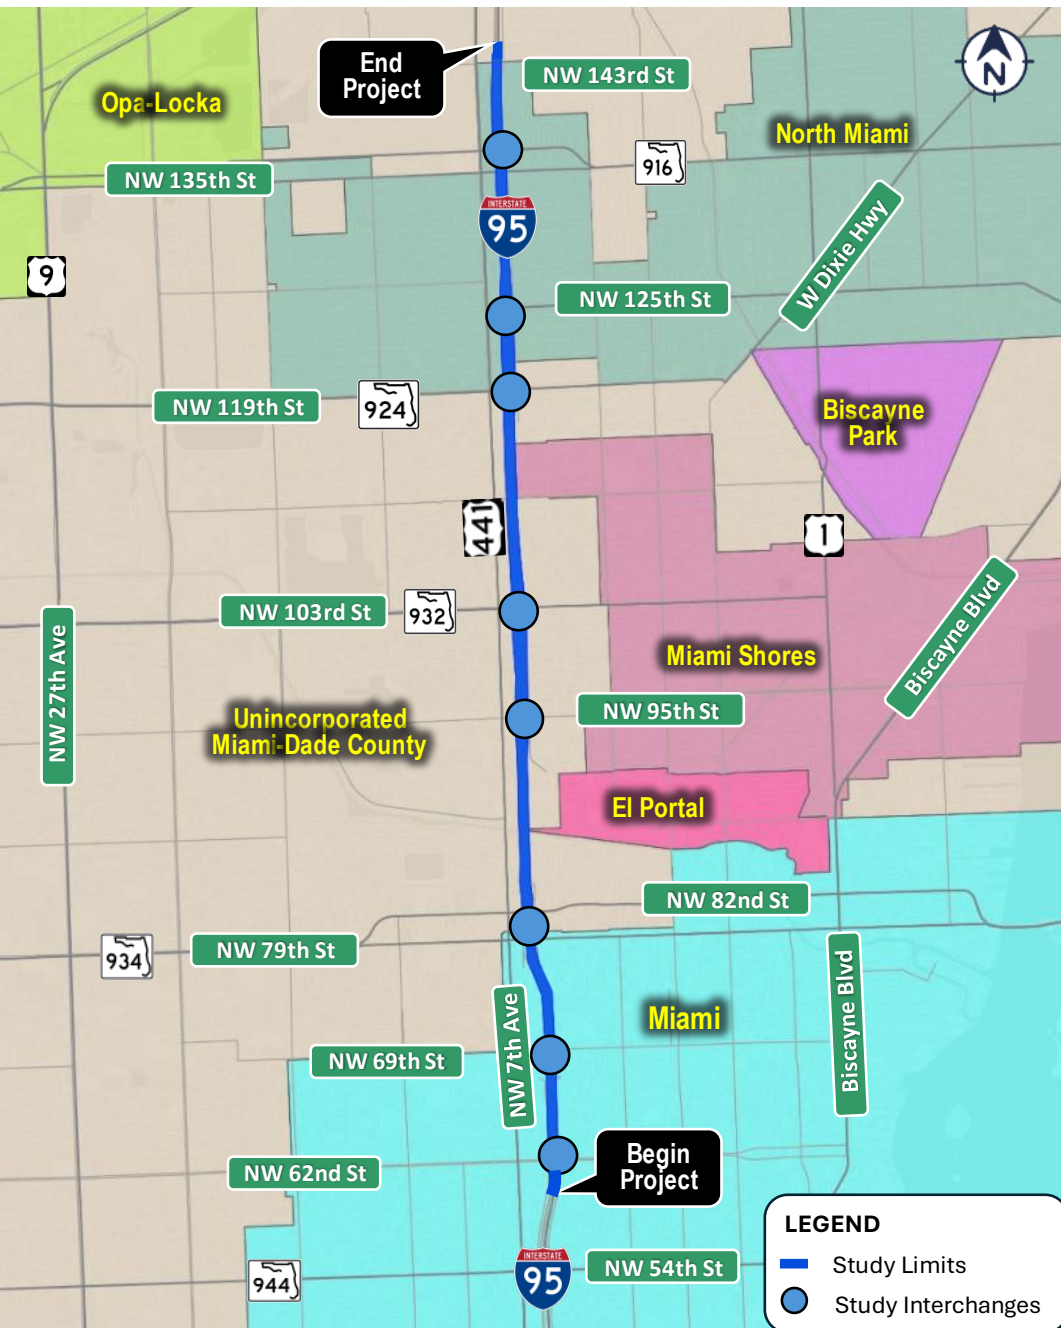 End
Project
NW 143rd St
N
Opa-Locka
North Miami
916
NW 135th St
INTERSTATE
95
W Dixie Hwy
9
NW 125th St
924
NW 119th St
Biscayne
Park
441
1
Biscayne Blvd
NW 103rd St
932
NW 27th Ave
Miami Shores
NW 95th St
Unincorporated
Miami-Dade County
El Portal
NW 82nd St
934
NW 79th St
Biscayne Blvd
NW 7th Ave
Miami
NW 69th St
Begin
Project
NW 62nd St
INTERSTATE
95
NW 54th St
944
LEGEND
Study Limits
Study Interchanges